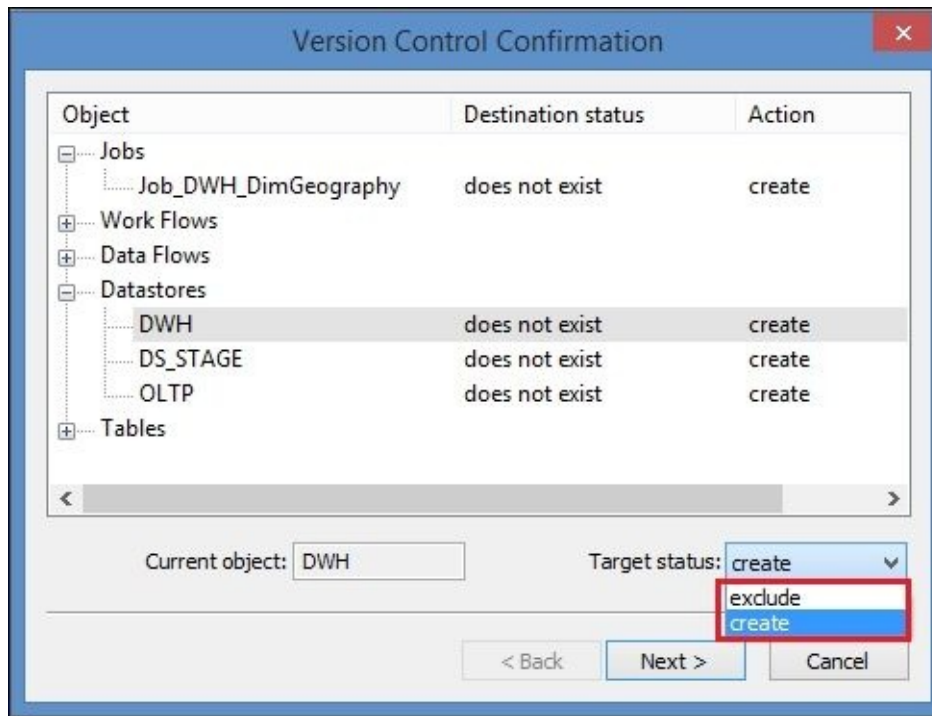 Version Control Confirmation
Object Destination status Action
Jobs
Job_DWH_DimGeography does not exist create
Work Flows
Data Flows
Datastores
DWH does not exist create
DS_STAGE does not exist create
OLTP does not exist create
Tables
Current object: DWH Target status: create
exclude
create
< Back Next > Cancel